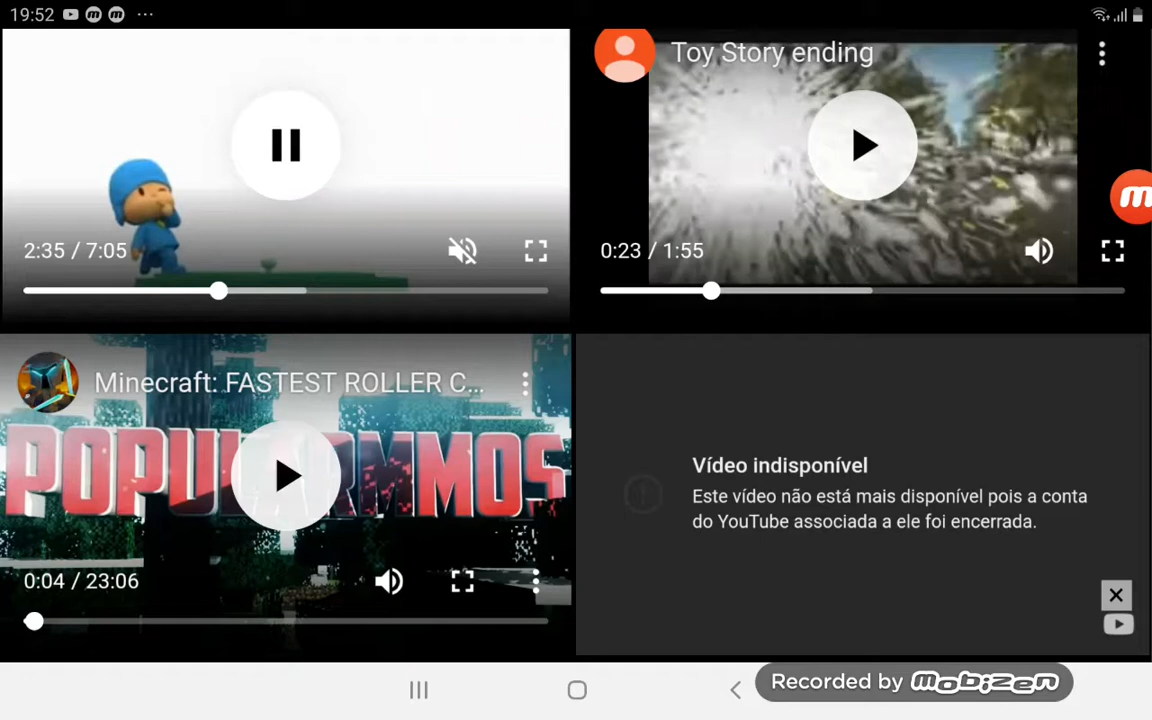 19:52
Toy Story ending
2:35 / 7:05
0:23 / 1:55
Minecraft: FASTEST ROLLER C...
POPULARMMOS
0:04 / 23:06
Vídeo indisponível
Este vídeo não está mais disponível pois a conta
do YouTube associada a ele foi encerrada.
Recorded by mobizen